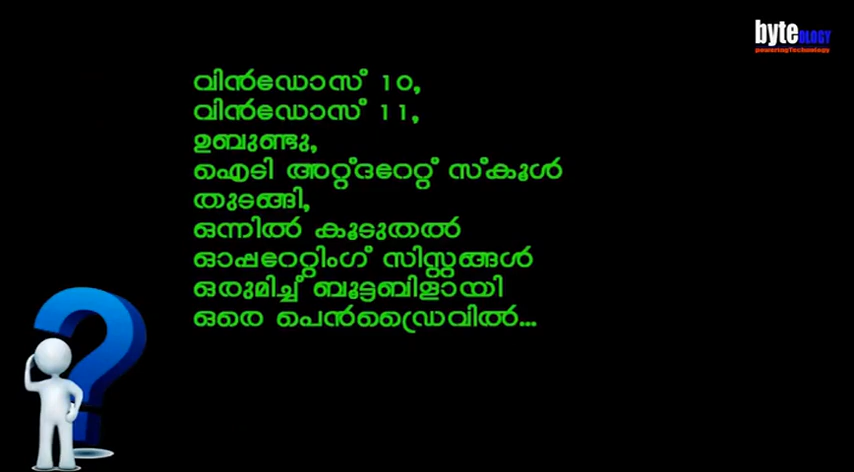 byteOLOGY
poweringTechnology
വിൻഡോസ് 10,
വിൻഡോസ് 11,
ഉബുണ്ടു,
ഐടി അറ്റ്ദറേറ്റ് സ്കൂൾ
തുടങ്ങി,
ഒന്നിൽ കൂടുതൽ
ഓപ്പറേറ്റിംഗ് സിസ്റ്റങ്ങൾ
ഒരുമിച്ച് ബൂട്ടബിളായി
ഒരെ പെൻഡ്രൈവിൽ...